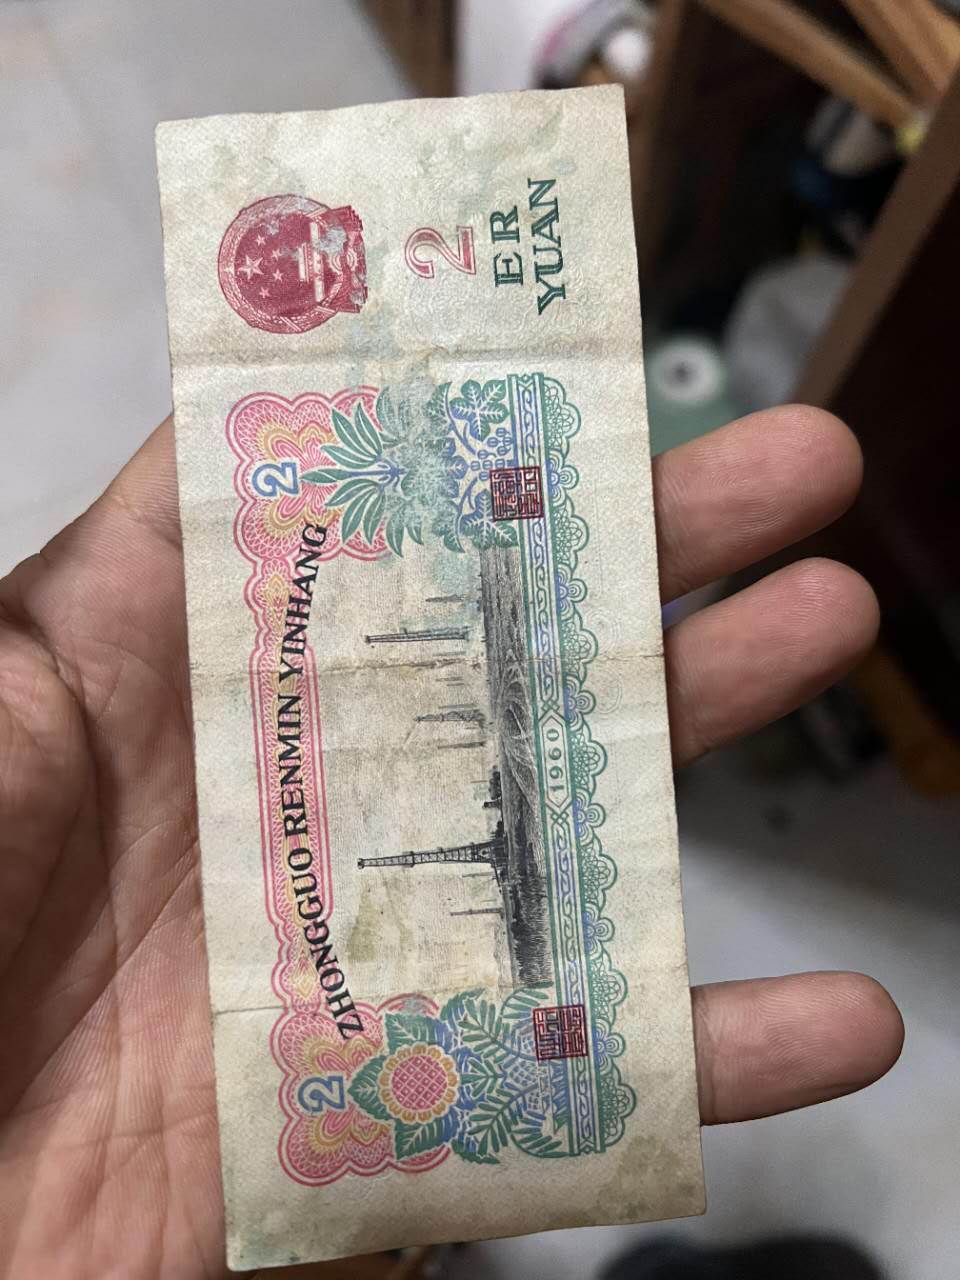 ZHONGGUO RENMIN YINHANG
2
2
2
ER
YUAN
1960